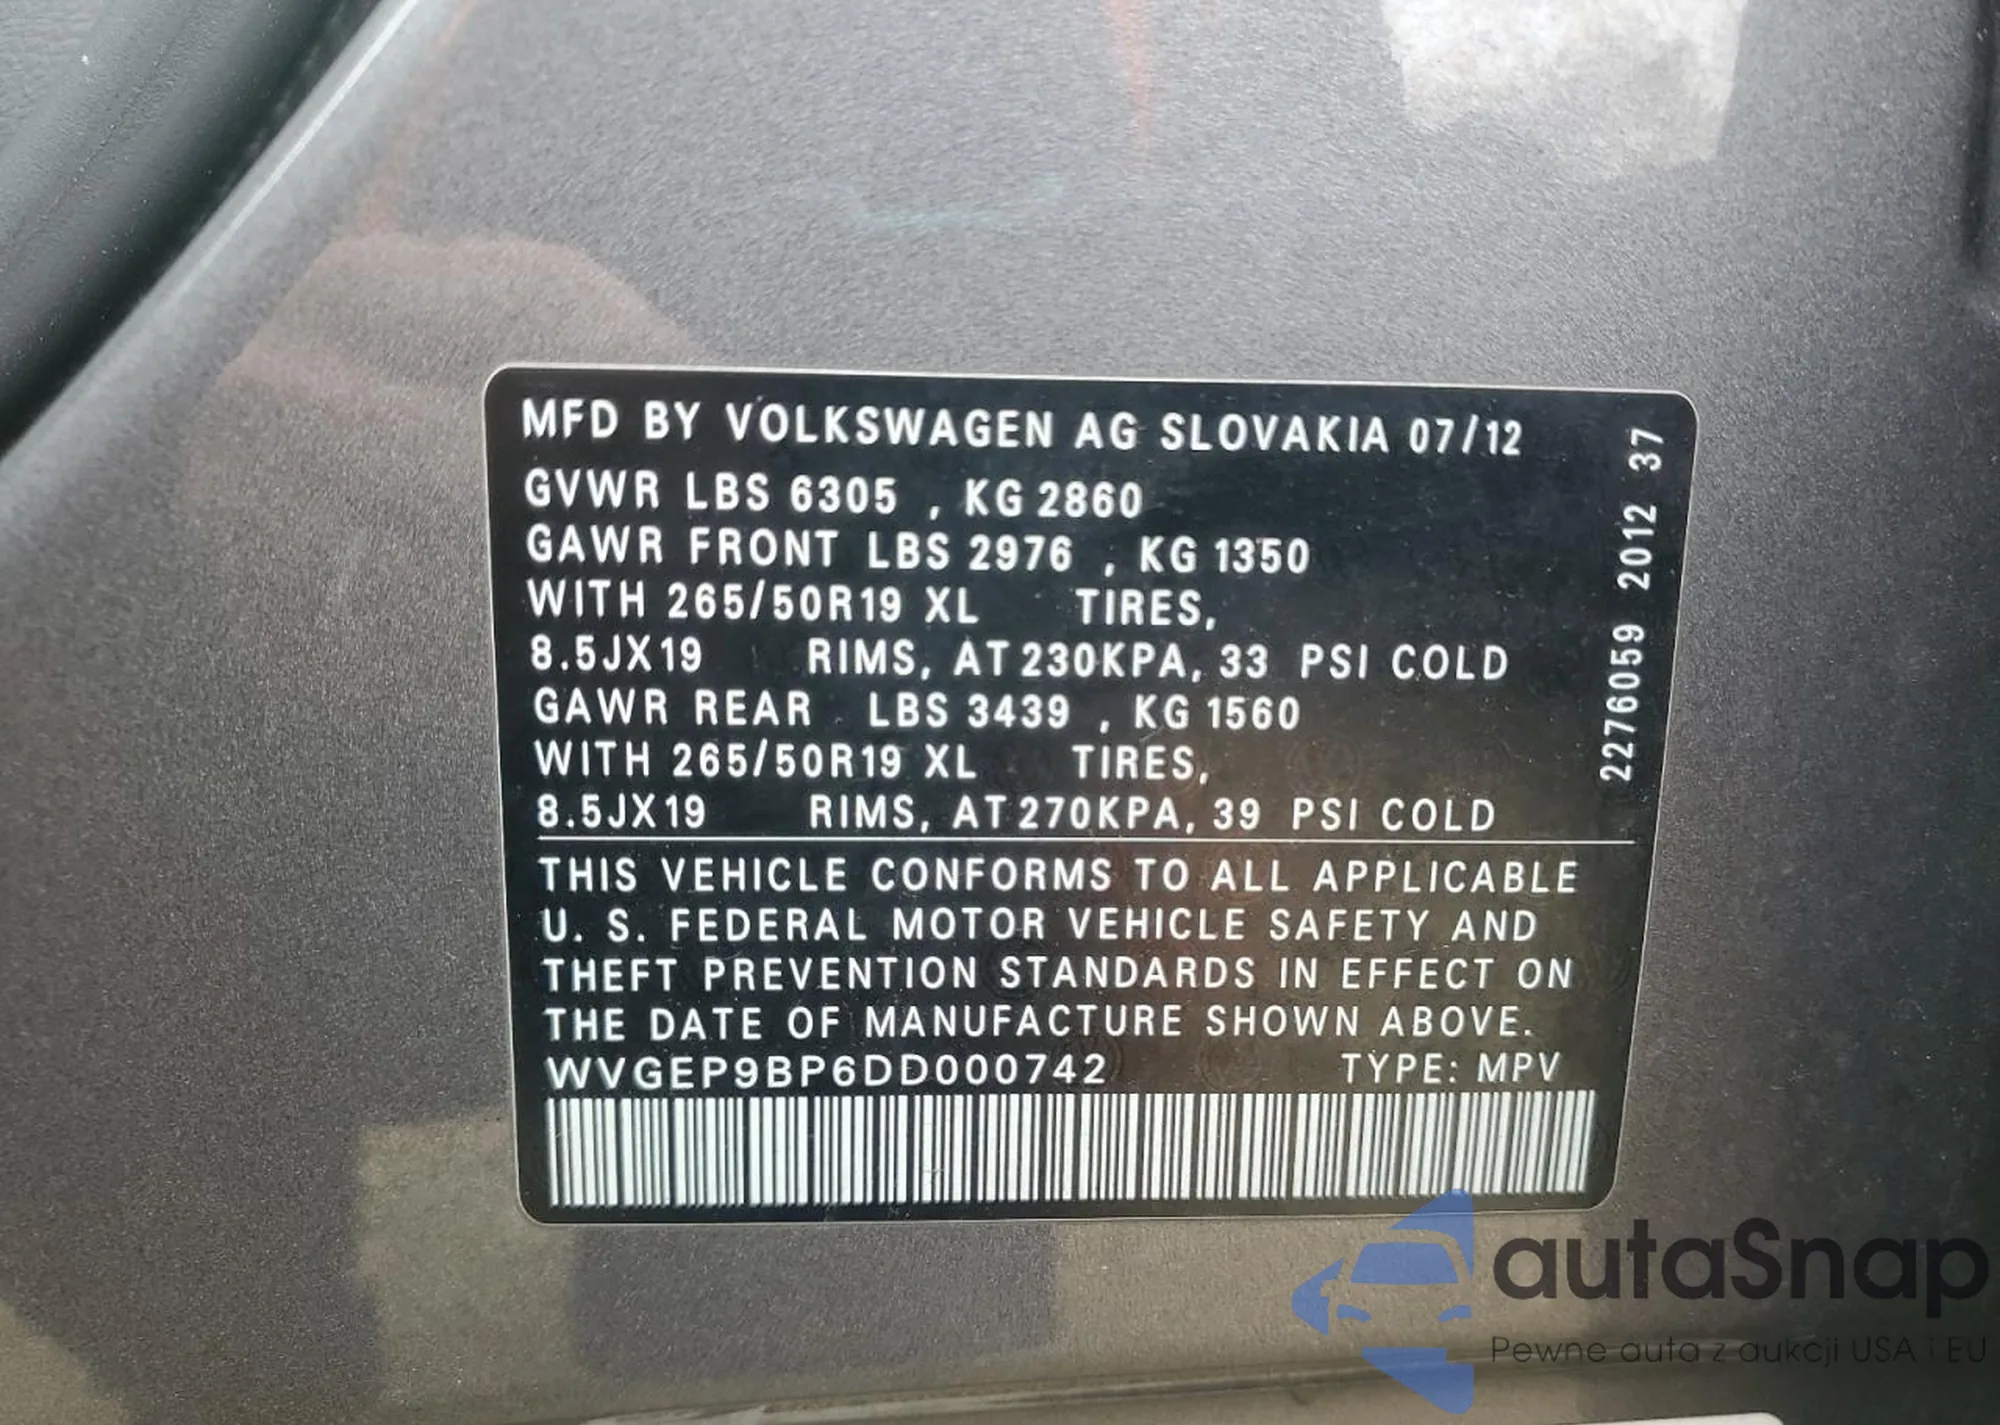 MFD BY VOLKSWAGEN AG SLOVAKIA 07/12
GVWR LBS 6305 , KG 2860
GAWR FRONT LBS 2976 , KG 1350
WITH 265/50R19 XL TIRES,
8.5JX19 RIMS, AT 230KPA, 33 PSI COLD
GAWR REAR LBS 3439 , KG 1560
WITH 265/50R19 XL TIRES,
8.5JX19 RIMS, AT 270KPA, 39 PSI COLD
THIS VEHICLE CONFORMS TO ALL APPLICABLE
U. S. FEDERAL MOTOR VEHICLE SAFETY AND
THEFT PREVENTION STANDARDS IN EFFECT ON
THE DATE OF MANUFACTURE SHOWN ABOVE.
WVGEP9BP6DD000742 TYPE: MPV
2276059 2012 37
autaSnap
Pewne auta z aukcji USA i EU